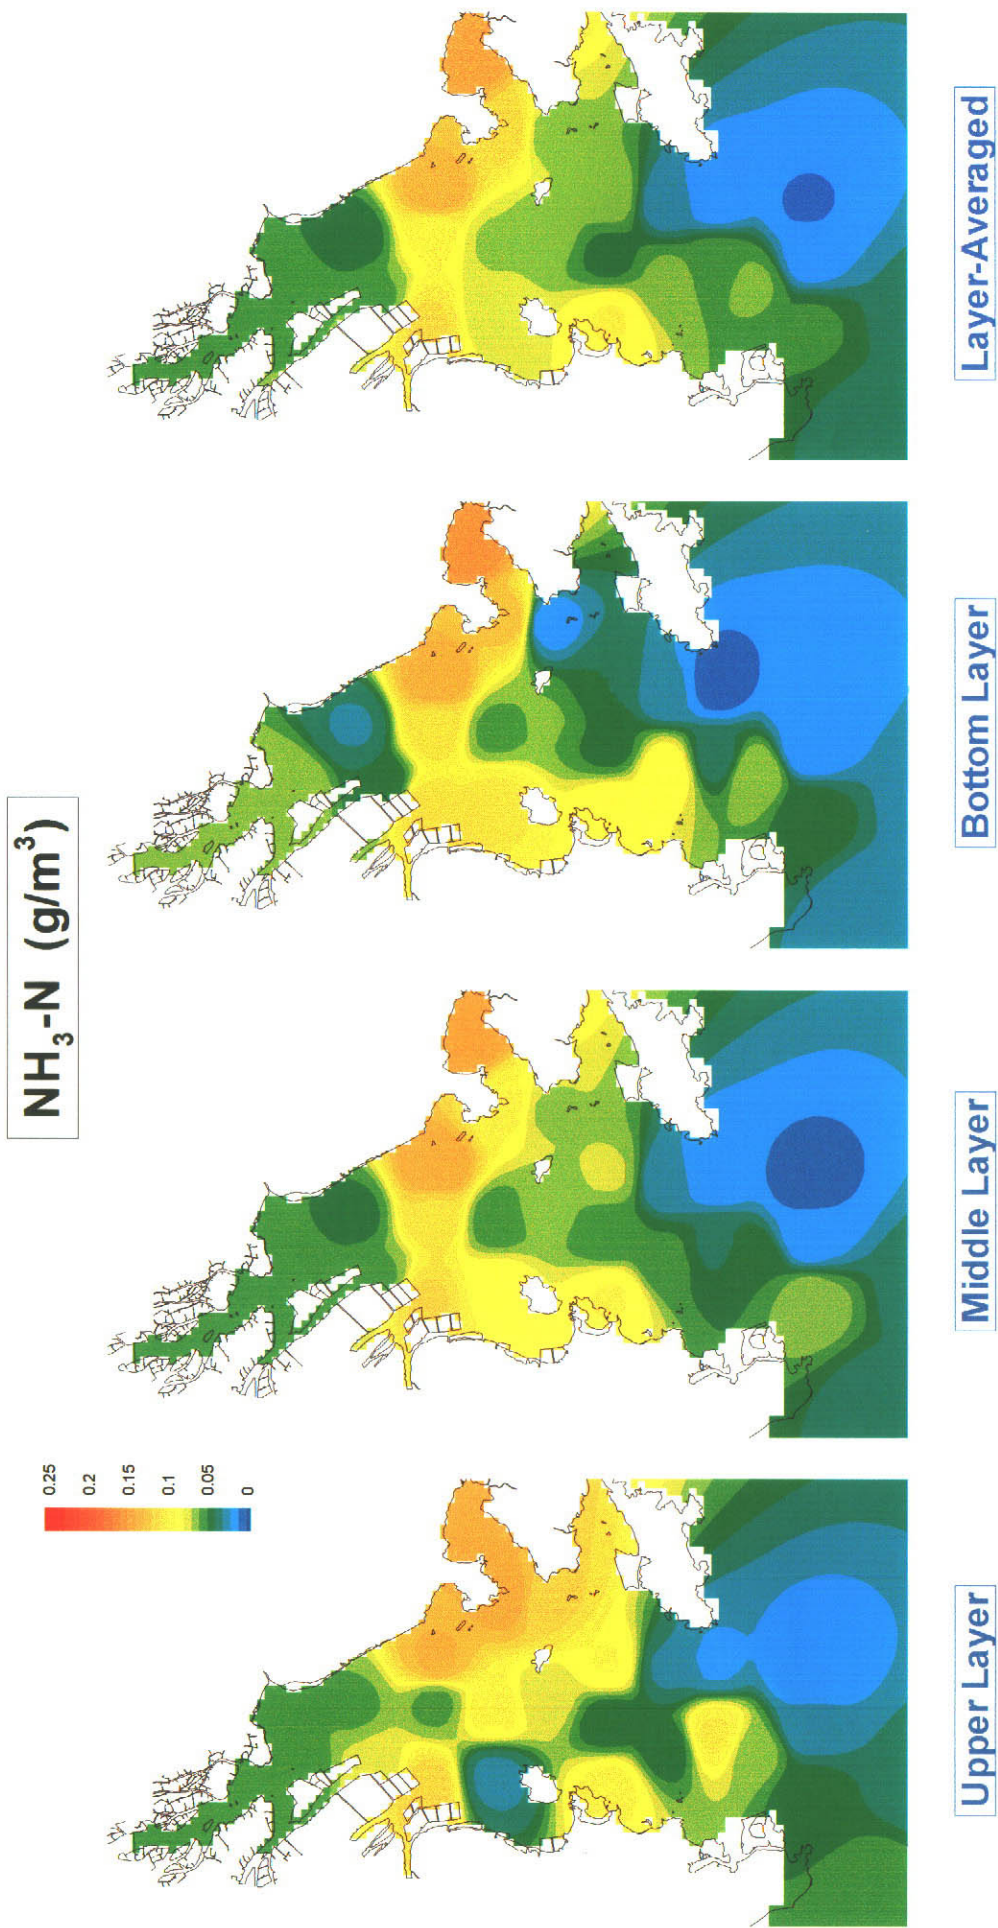 NH₃-N (g/m³)
0.25
0.2
0.15
0.1
0.05
0
Upper Layer
Middle Layer
Bottom Layer
Layer-Averaged